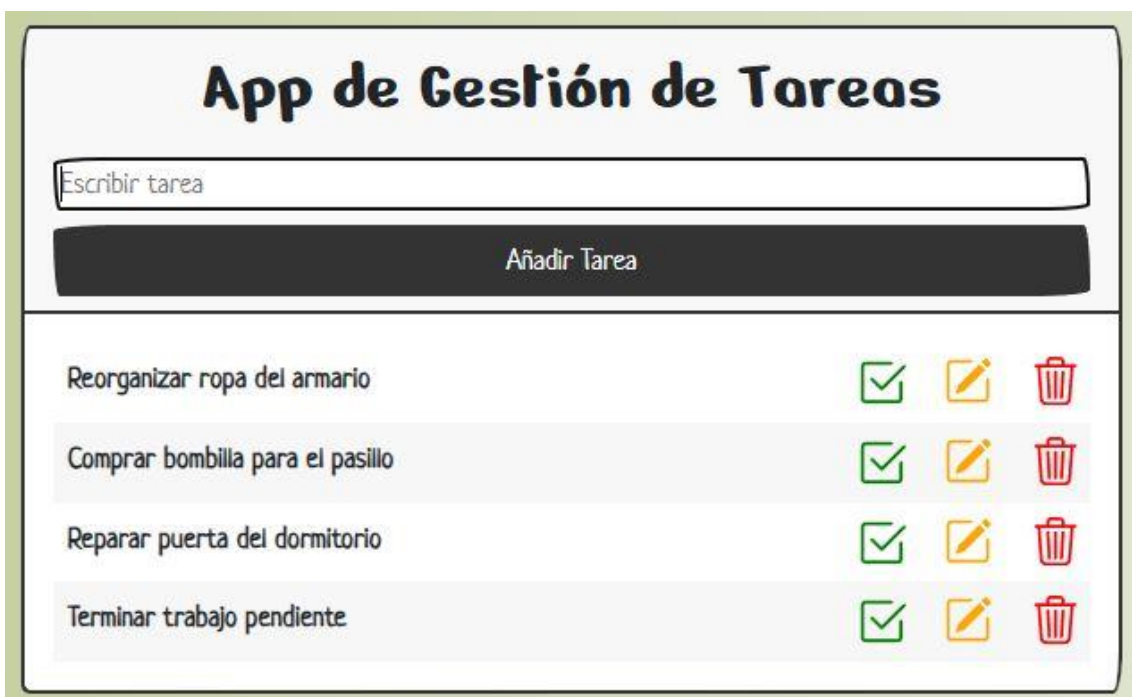 App de Gestión de Tareas
Escribir tarea
Añadir Tarea
Reorganizar ropa del armario
Comprar bombilla para el pasillo
Reparar puerta del dormitorio
Terminar trabajo pendiente